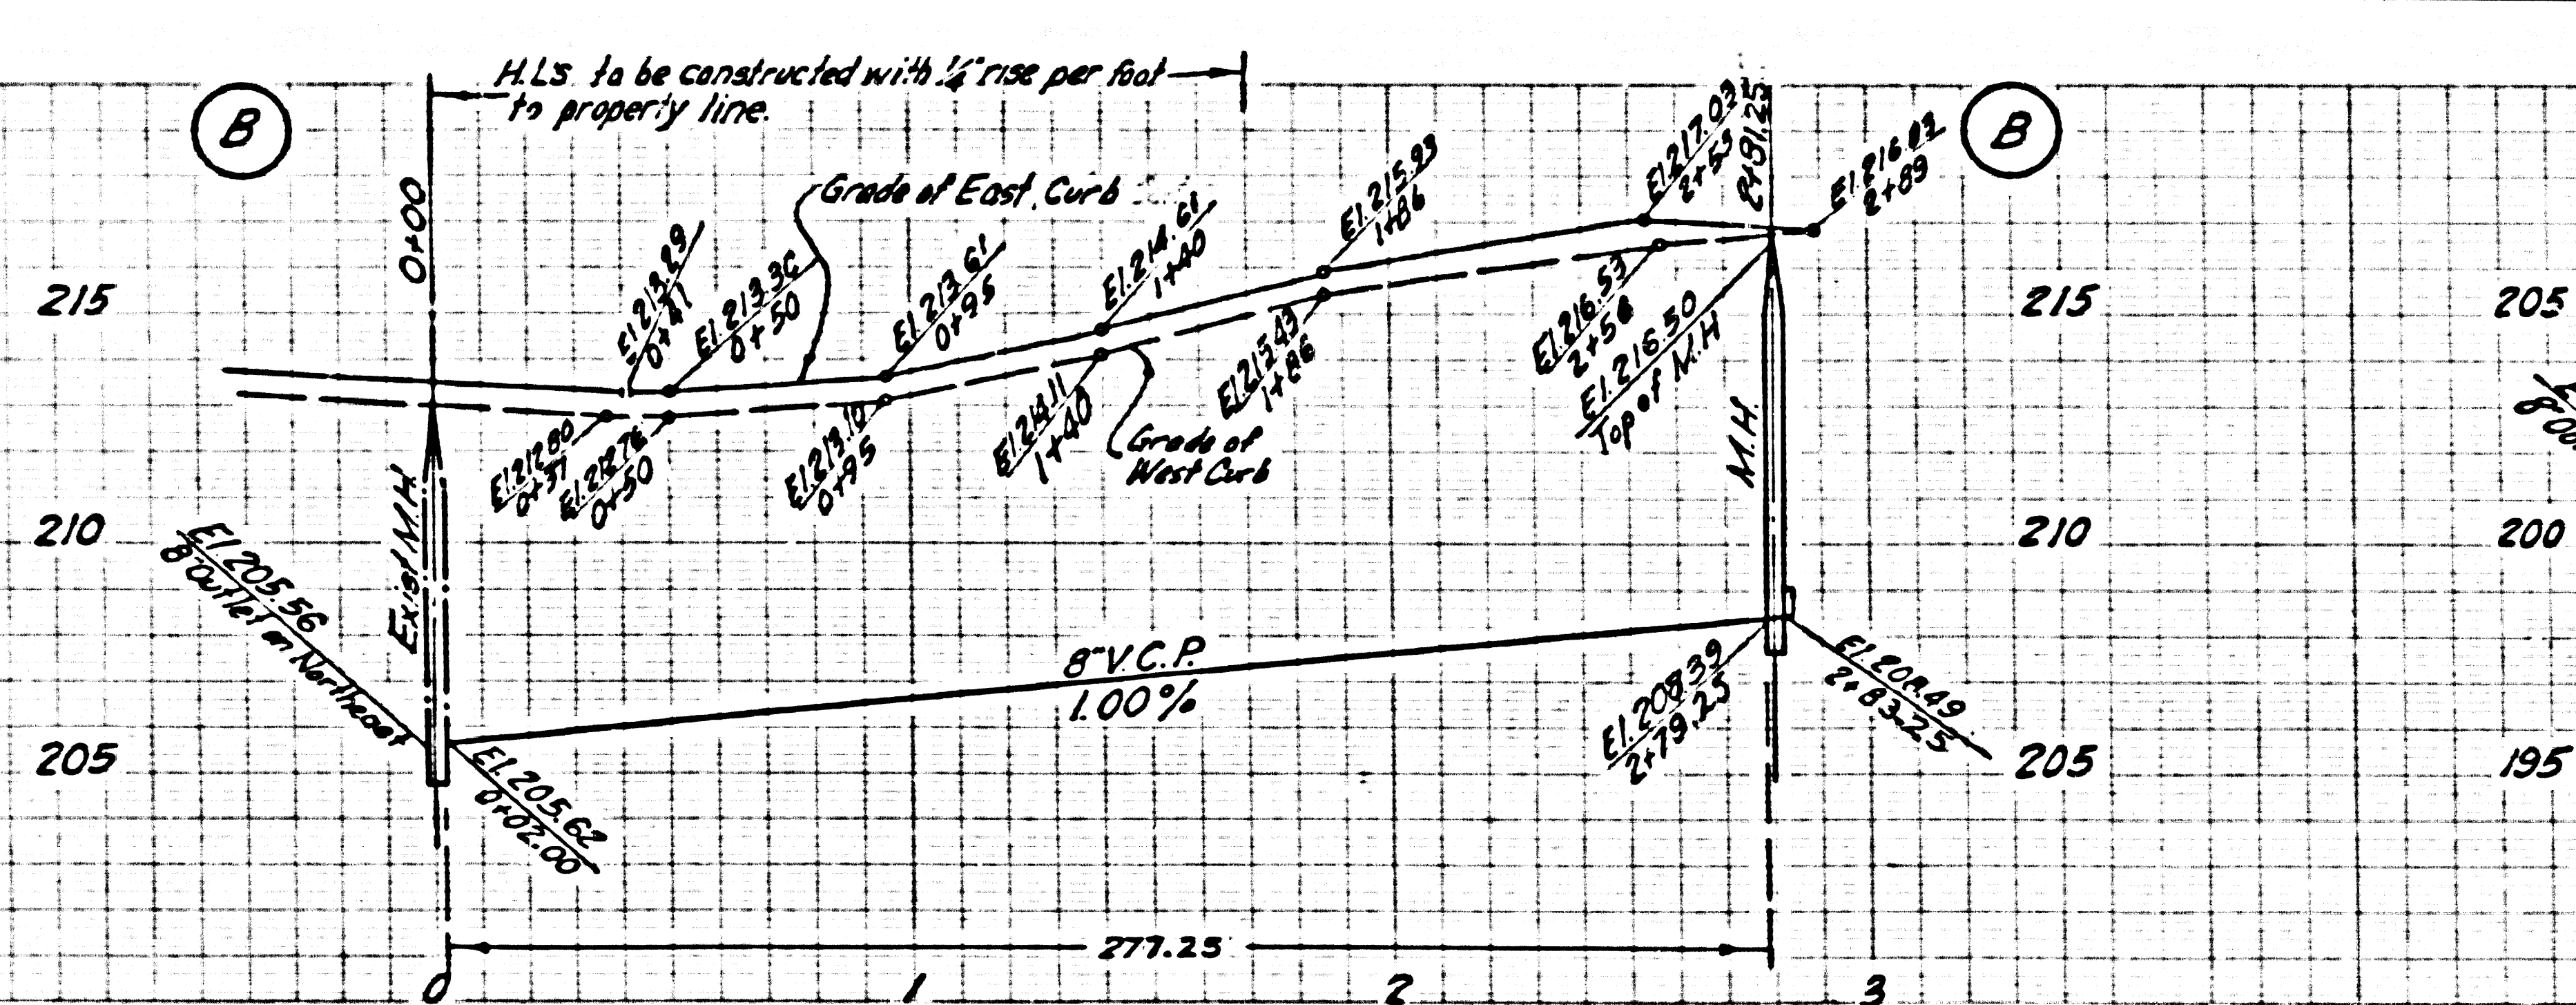 H.L's. to be constructed with ¼" rise per foot
to property line.
B
B
0+00
Grade of East Curb
El. 213.29
0+41
El. 213.30
0+50
El. 213.61
0+95
El. 214.61
1+40
El. 215.93
1+86
El. 217.03
2+53
2+81.25
2+89
215
215
205
El. 212.80
0+37
El. 212.76
0+50
El. 213.10
0+95
El. 214.11
1+40
Grade of
West Curb
El. 215.43
1+86
El. 216.53
2+56
El. 216.50
Top of M.H.
M.H.
Exist M.H.
210
210
200
El. 205.56
8" Outlet on Northeast
8" V.C.P.
1.00%
El. 208.39
2+79.25
El. 208.49
2+83.25
205
205
195
El. 205.62
0+02.00
277.25
0
1
2
3